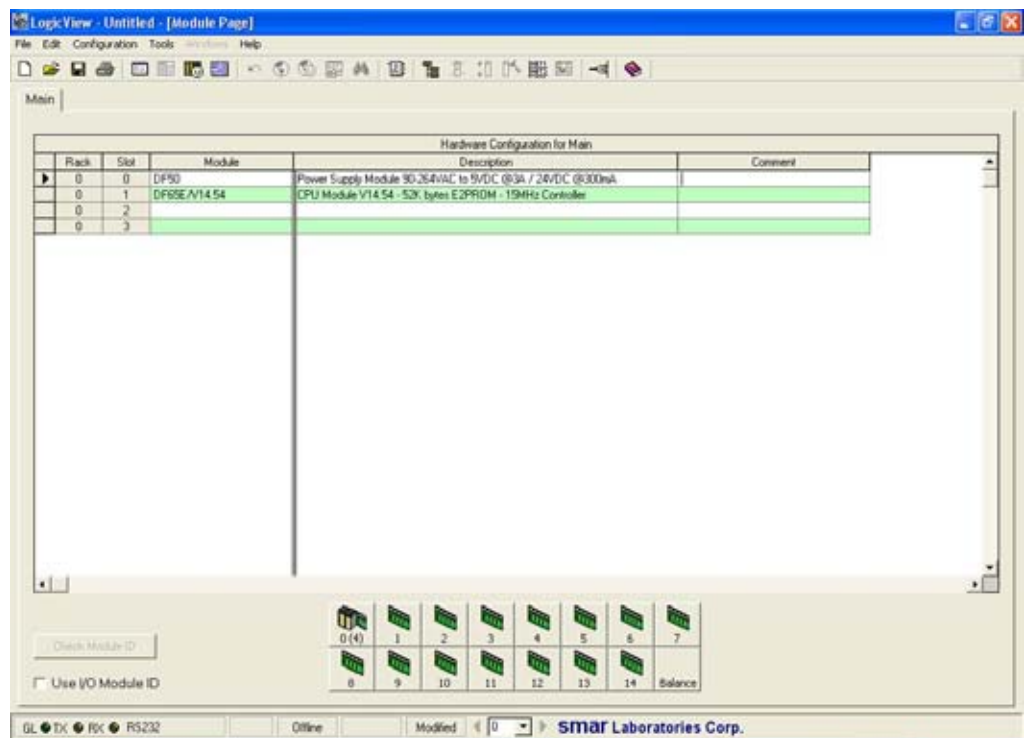 LogicView - Untitled - [Module Page]
File Edit Configuration Tools Windows Help
Main
Hardware Configuration for Main
Rack Slot Module Description Comment
0 0 DF50 Power Supply Module 90-264VAC to 5VDC @3A / 24VDC @300mA
0 1 DF65E/V14.54 CPU Module V14.54 - 52K bytes E2PROM - 15MHz Controller
0 2
0 3
0 (4) 1 2 3 4 5 6 7
Check Module ID
8 9 10 11 12 13 14 Balance
Use I/O Module ID
GL TX RX RS232 Offline Modified 0 smar Laboratories Corp.